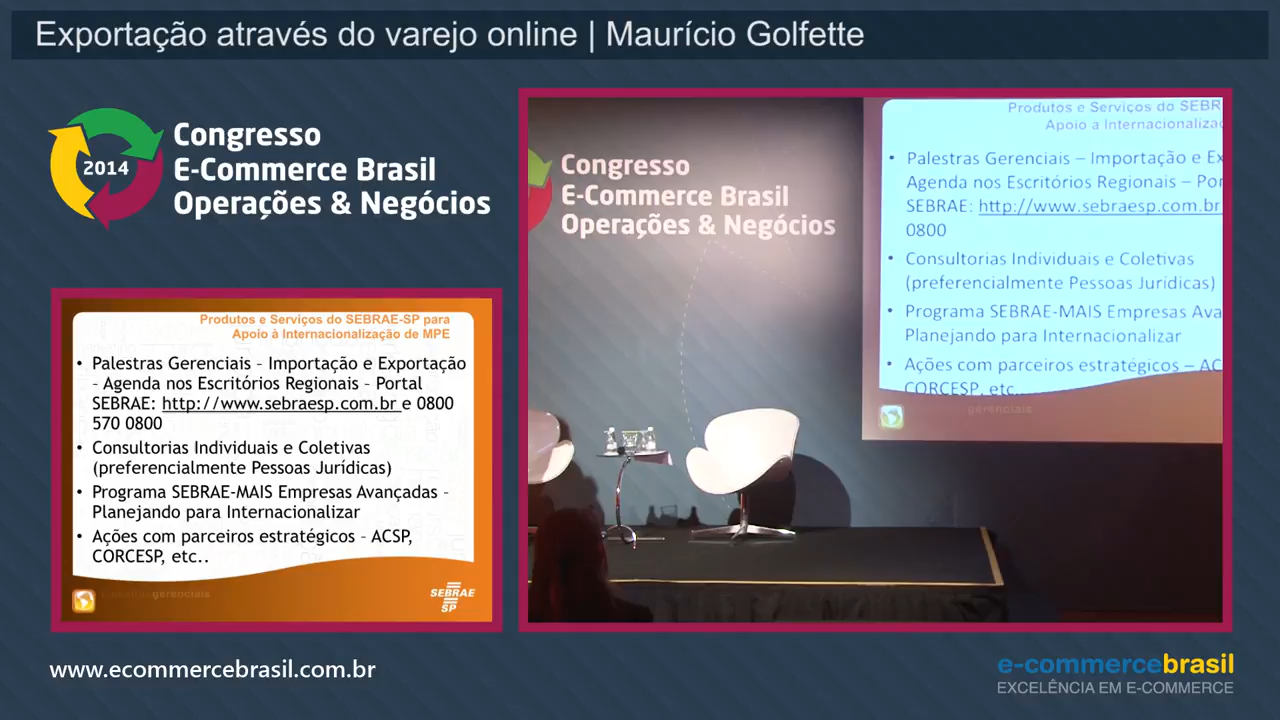 Exportação através do varejo online | Maurício Golfette
2014
Congresso
E-Commerce Brasil
Operações & Negócios
Produtos e Serviços do SEBRAE-SP para
Apoio à Internacionalização de MPE
• Palestras Gerenciais – Importação e Exportação
– Agenda nos Escritórios Regionais – Portal
SEBRAE: http://www.sebraesp.com.br e 0800
570 0800
• Consultorias Individuais e Coletivas
(preferencialmente Pessoas Jurídicas)
• Programa SEBRAE-MAIS Empresas Avançadas –
Planejando para Internacionalizar
• Ações com parceiros estratégicos – ACSP,
CORCESP, etc..
gerenciais
SEBRAE
SP
Congresso
E-Commerce Brasil
Operações & Negócios
Produtos e Serviços do SEBR
Apoio à Internacionaliza
• Palestras Gerenciais – Importação e Ex
Agenda nos Escritórios Regionais – Por
SEBRAE: http://www.sebraesp.com.br
0800
• Consultorias Individuais e Coletivas
(preferencialmente Pessoas Jurídicas)
• Programa SEBRAE-MAIS Empresas Ava
Planejando para Internacionalizar
• Ações com parceiros estratégicos – AC
CORCESP, etc..
gerenciais
www.ecommercebrasil.com.br
e-commercebrasil
EXCELÊNCIA EM E-COMMERCE